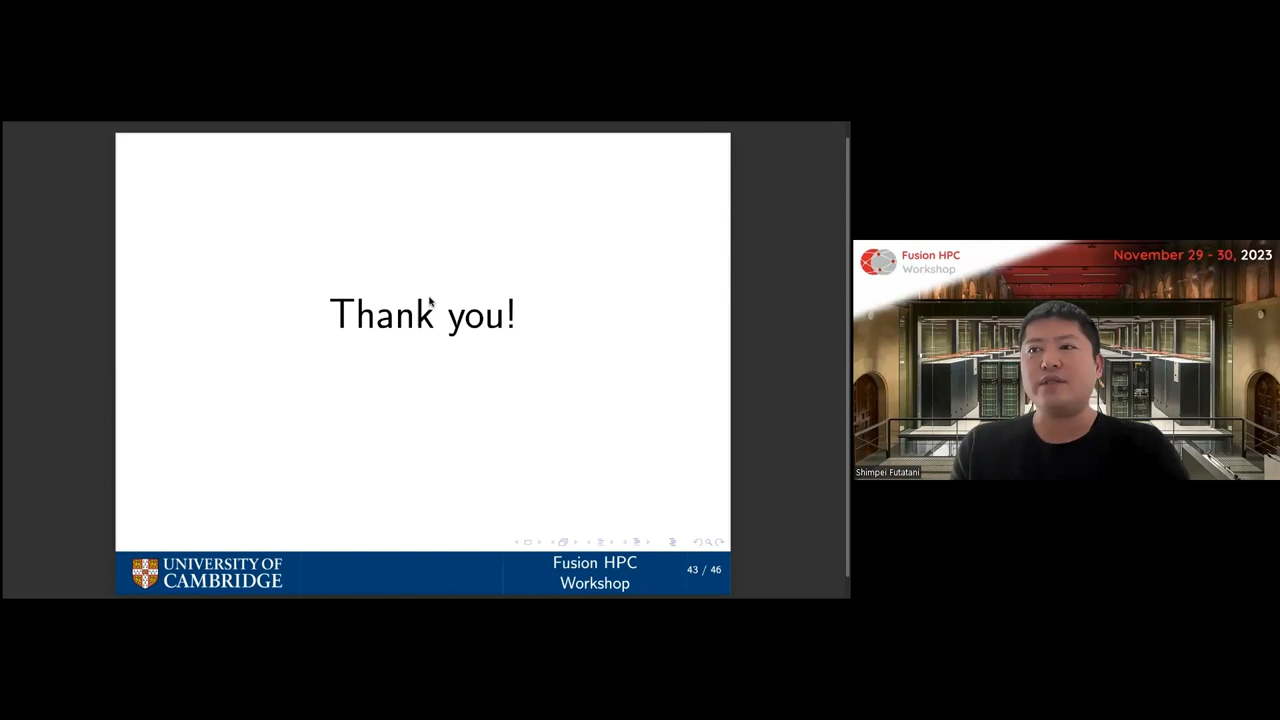 Thank you!
UNIVERSITY OF
CAMBRIDGE
Fusion HPC
Workshop
43 / 46
Fusion HPC
Workshop
November 29 - 30, 2023
Shimpei Futatani